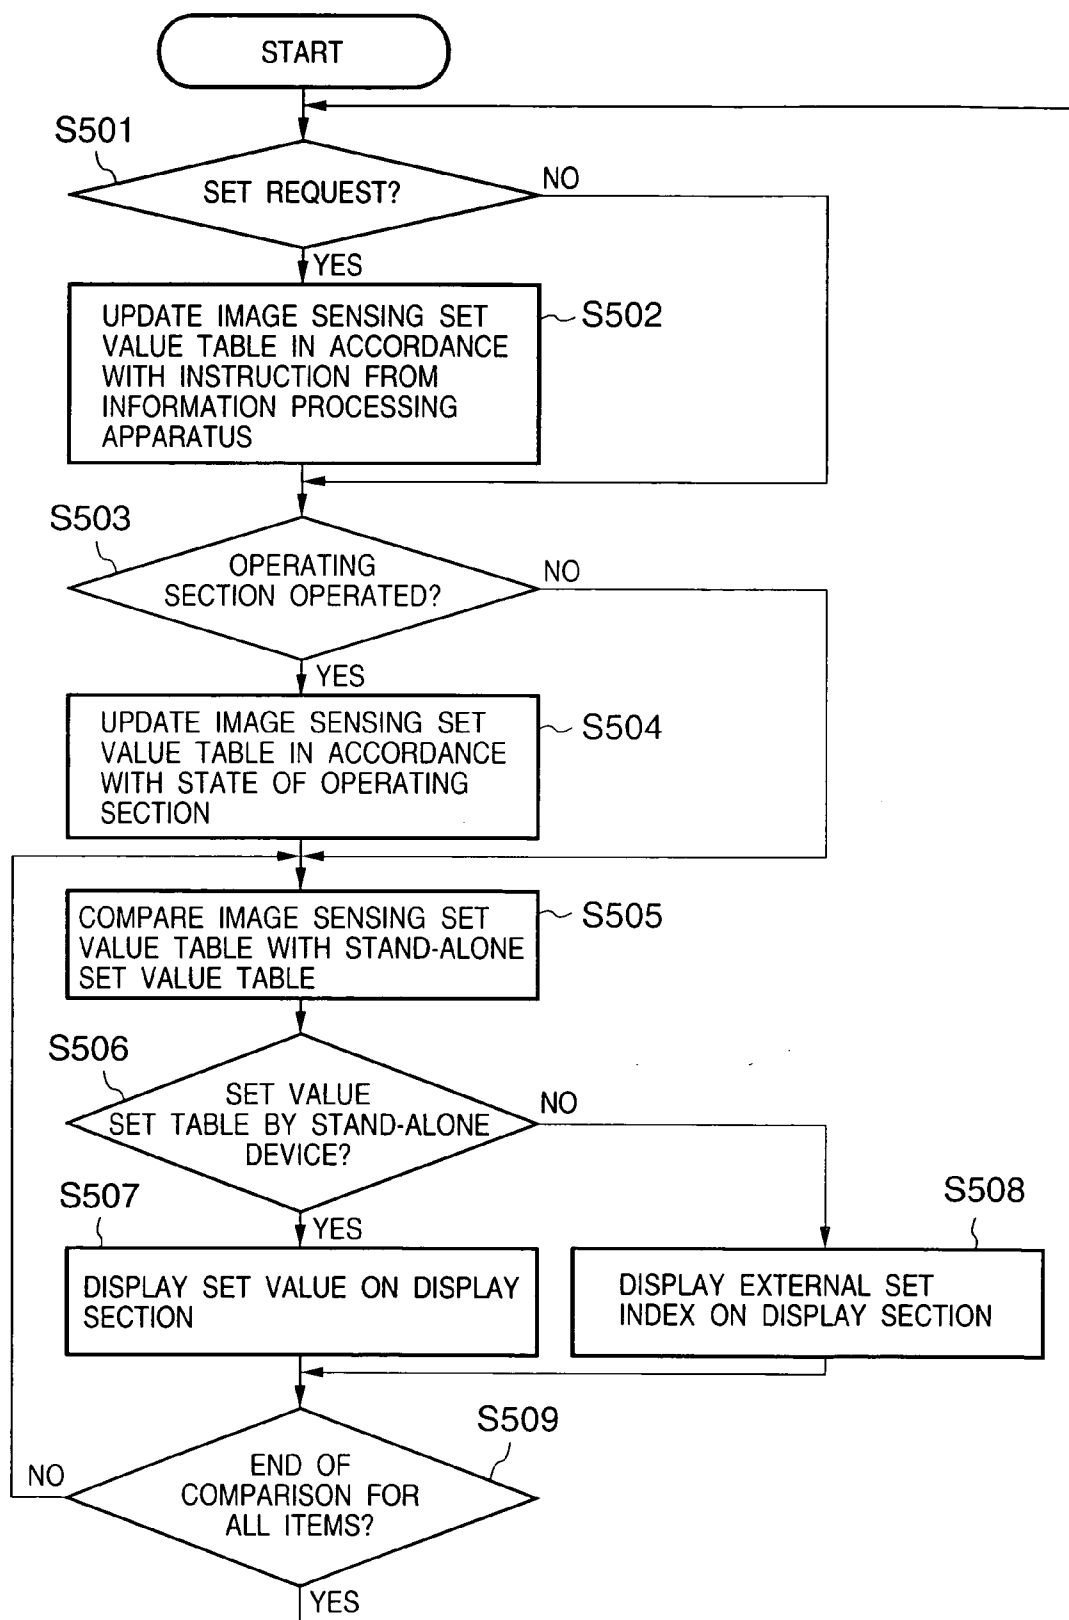 START
S501
SET REQUEST?
NO
YES
UPDATE IMAGE SENSING SET
VALUE TABLE IN ACCORDANCE
WITH INSTRUCTION FROM
INFORMATION PROCESSING
APPARATUS
S502
S503
OPERATING
SECTION OPERATED?
NO
YES
UPDATE IMAGE SENSING SET
VALUE TABLE IN ACCORDANCE
WITH STATE OF OPERATING
SECTION
S504
COMPARE IMAGE SENSING SET
VALUE TABLE WITH STAND-ALONE
SET VALUE TABLE
S505
S506
SET VALUE
SET TABLE BY STAND-ALONE
DEVICE?
NO
YES
S507
DISPLAY SET VALUE ON DISPLAY
SECTION
S508
DISPLAY EXTERNAL SET
INDEX ON DISPLAY SECTION
S509
END OF
COMPARISON FOR
ALL ITEMS?
NO
YES